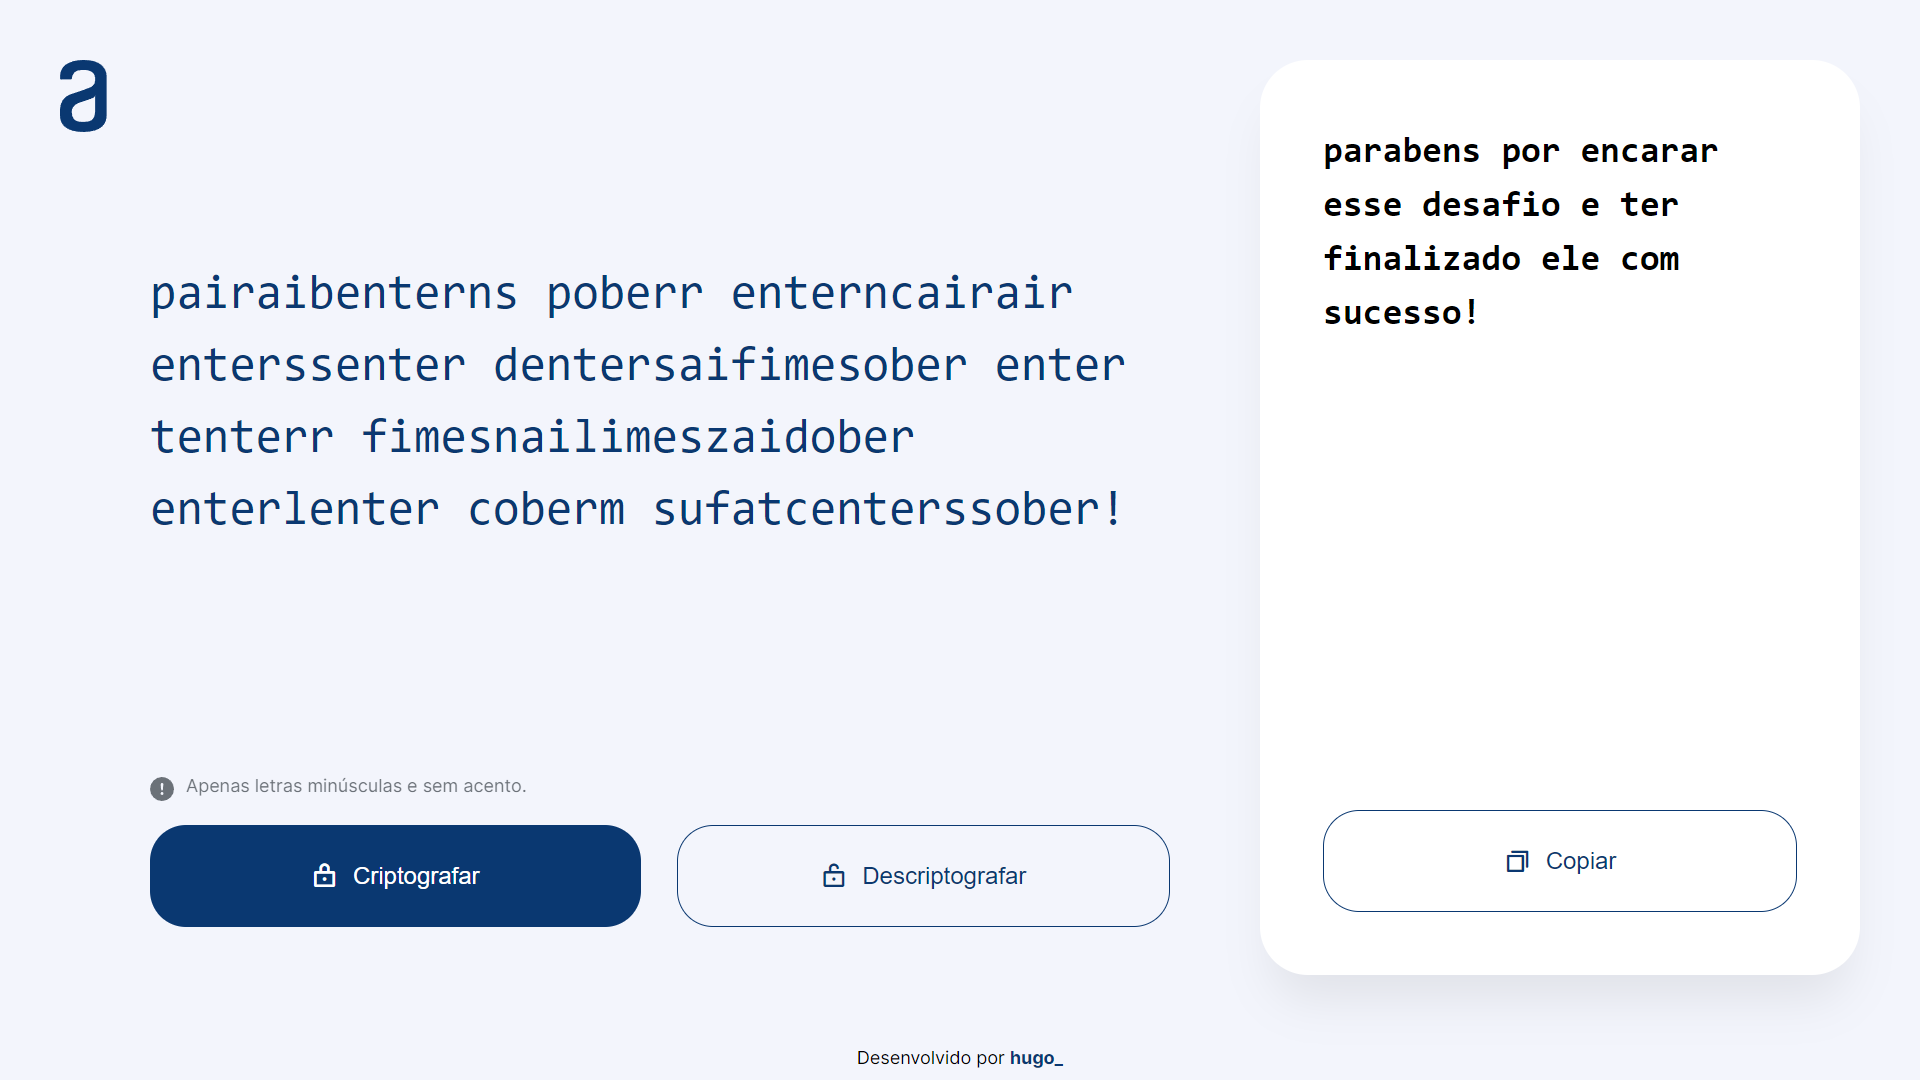 a
pairaibenterns poberr enterncairair
enterssenter dentersaifimesober enter
tenterr fimesnailimeszaidober
enterlenter coberm sufatcenterssober!
Apenas letras minúsculas e sem acento.
Criptografar
Descriptografar
parabens por encarar
esse desafio e ter
finalizado ele com
sucesso!
Copiar
Desenvolvido por hugo_